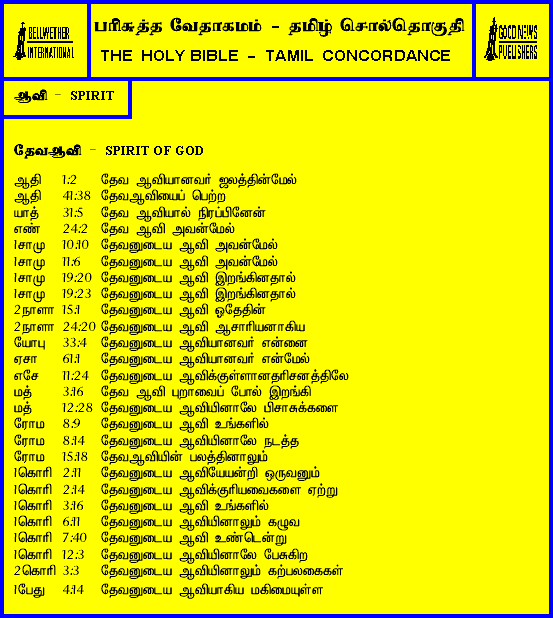 BELLWETHER
INTERNATIONAL
பரிசுத்த வேதாகமம் - தமிழ் சொல்தொகுதி
THE HOLY BIBLE - TAMIL CONCORDANCE
GOOD NEWS
PUBLISHERS
ஆவி - SPIRIT
தேவஆவி - SPIRIT OF GOD
ஆதி 1:2 தேவ ஆவியானவர் ஜலத்தின்மேல்
ஆதி 41:38 தேவஆவியைப் பெற்ற
யாத் 31:5 தேவ ஆவியால் நிரப்பினேன்
எண் 24:2 தேவ ஆவி அவன்மேல்
1சாமு 10:10 தேவனுடைய ஆவி அவன்மேல்
1சாமு 11:6 தேவனுடைய ஆவி அவன்மேல்
1சாமு 19:20 தேவனுடைய ஆவி இறங்கினதால்
1சாமு 19:23 தேவனுடைய ஆவி இறங்கினதால்
2நாளா 15:1 தேவனுடைய ஆவி ஓதேதின்
2நாளா 24:20 தேவனுடைய ஆவி ஆசாரியனாகிய
யோபு 33:4 தேவனுடைய ஆவியானவர் என்னை
ஏசா 61:1 தேவனுடைய ஆவியானவர் என்மேல்
எசே 11:24 தேவனுடைய ஆவிக்குள்ளானதரிசனத்திலே
மத் 3:16 தேவ ஆவி புறாவைப் போல் இறங்கி
மத் 12:28 தேவனுடைய ஆவியினாலே பிசாசுக்களை
ரோம 8:9 தேவனுடைய ஆவி உங்களில்
ரோம 8:14 தேவனுடைய ஆவியினாலே நடத்த
ரோம 15:18 தேவஆவியின் பலத்தினாலும்
1கொரி 2:11 தேவனுடைய ஆவியேயன்றி ஒருவனும்
1கொரி 2:14 தேவனுடைய ஆவிக்குரியவைகளை ஏற்று
1கொரி 3:16 தேவனுடைய ஆவி உங்களில்
1கொரி 6:11 தேவனுடைய ஆவியினாலும் கழுவ
1கொரி 7:40 தேவனுடைய ஆவி உண்டென்று
1கொரி 12:3 தேவனுடைய ஆவியினாலே பேசுகிற
2கொரி 3:3 தேவனுடைய ஆவியினாலும் கற்பலகைகள்
1பேது 4:14 தேவனுடைய ஆவியாகிய மகிமையுள்ள